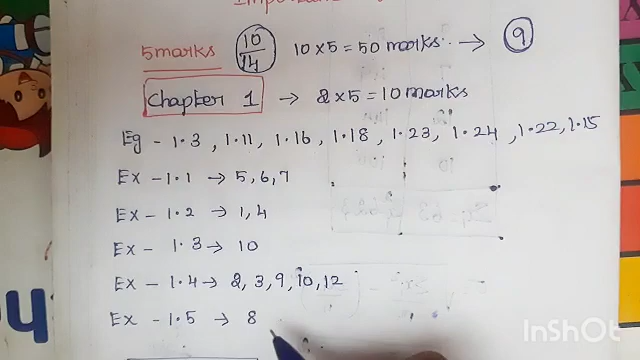 5 marks 10/14 10 x 5 = 50 marks → 9
Chapter 1 → 2 x 5 = 10 marks
Eg - 1.3, 1.11, 1.16, 1.18, 1.23, 1.24, 1.22, 1.15
Ex - 1.1 → 5, 6, 7
Ex - 1.2 → 1, 4
Ex - 1.3 → 10
Ex - 1.4 → 2, 3, 9, 10, 12
Ex - 1.5 → 8
InShOt